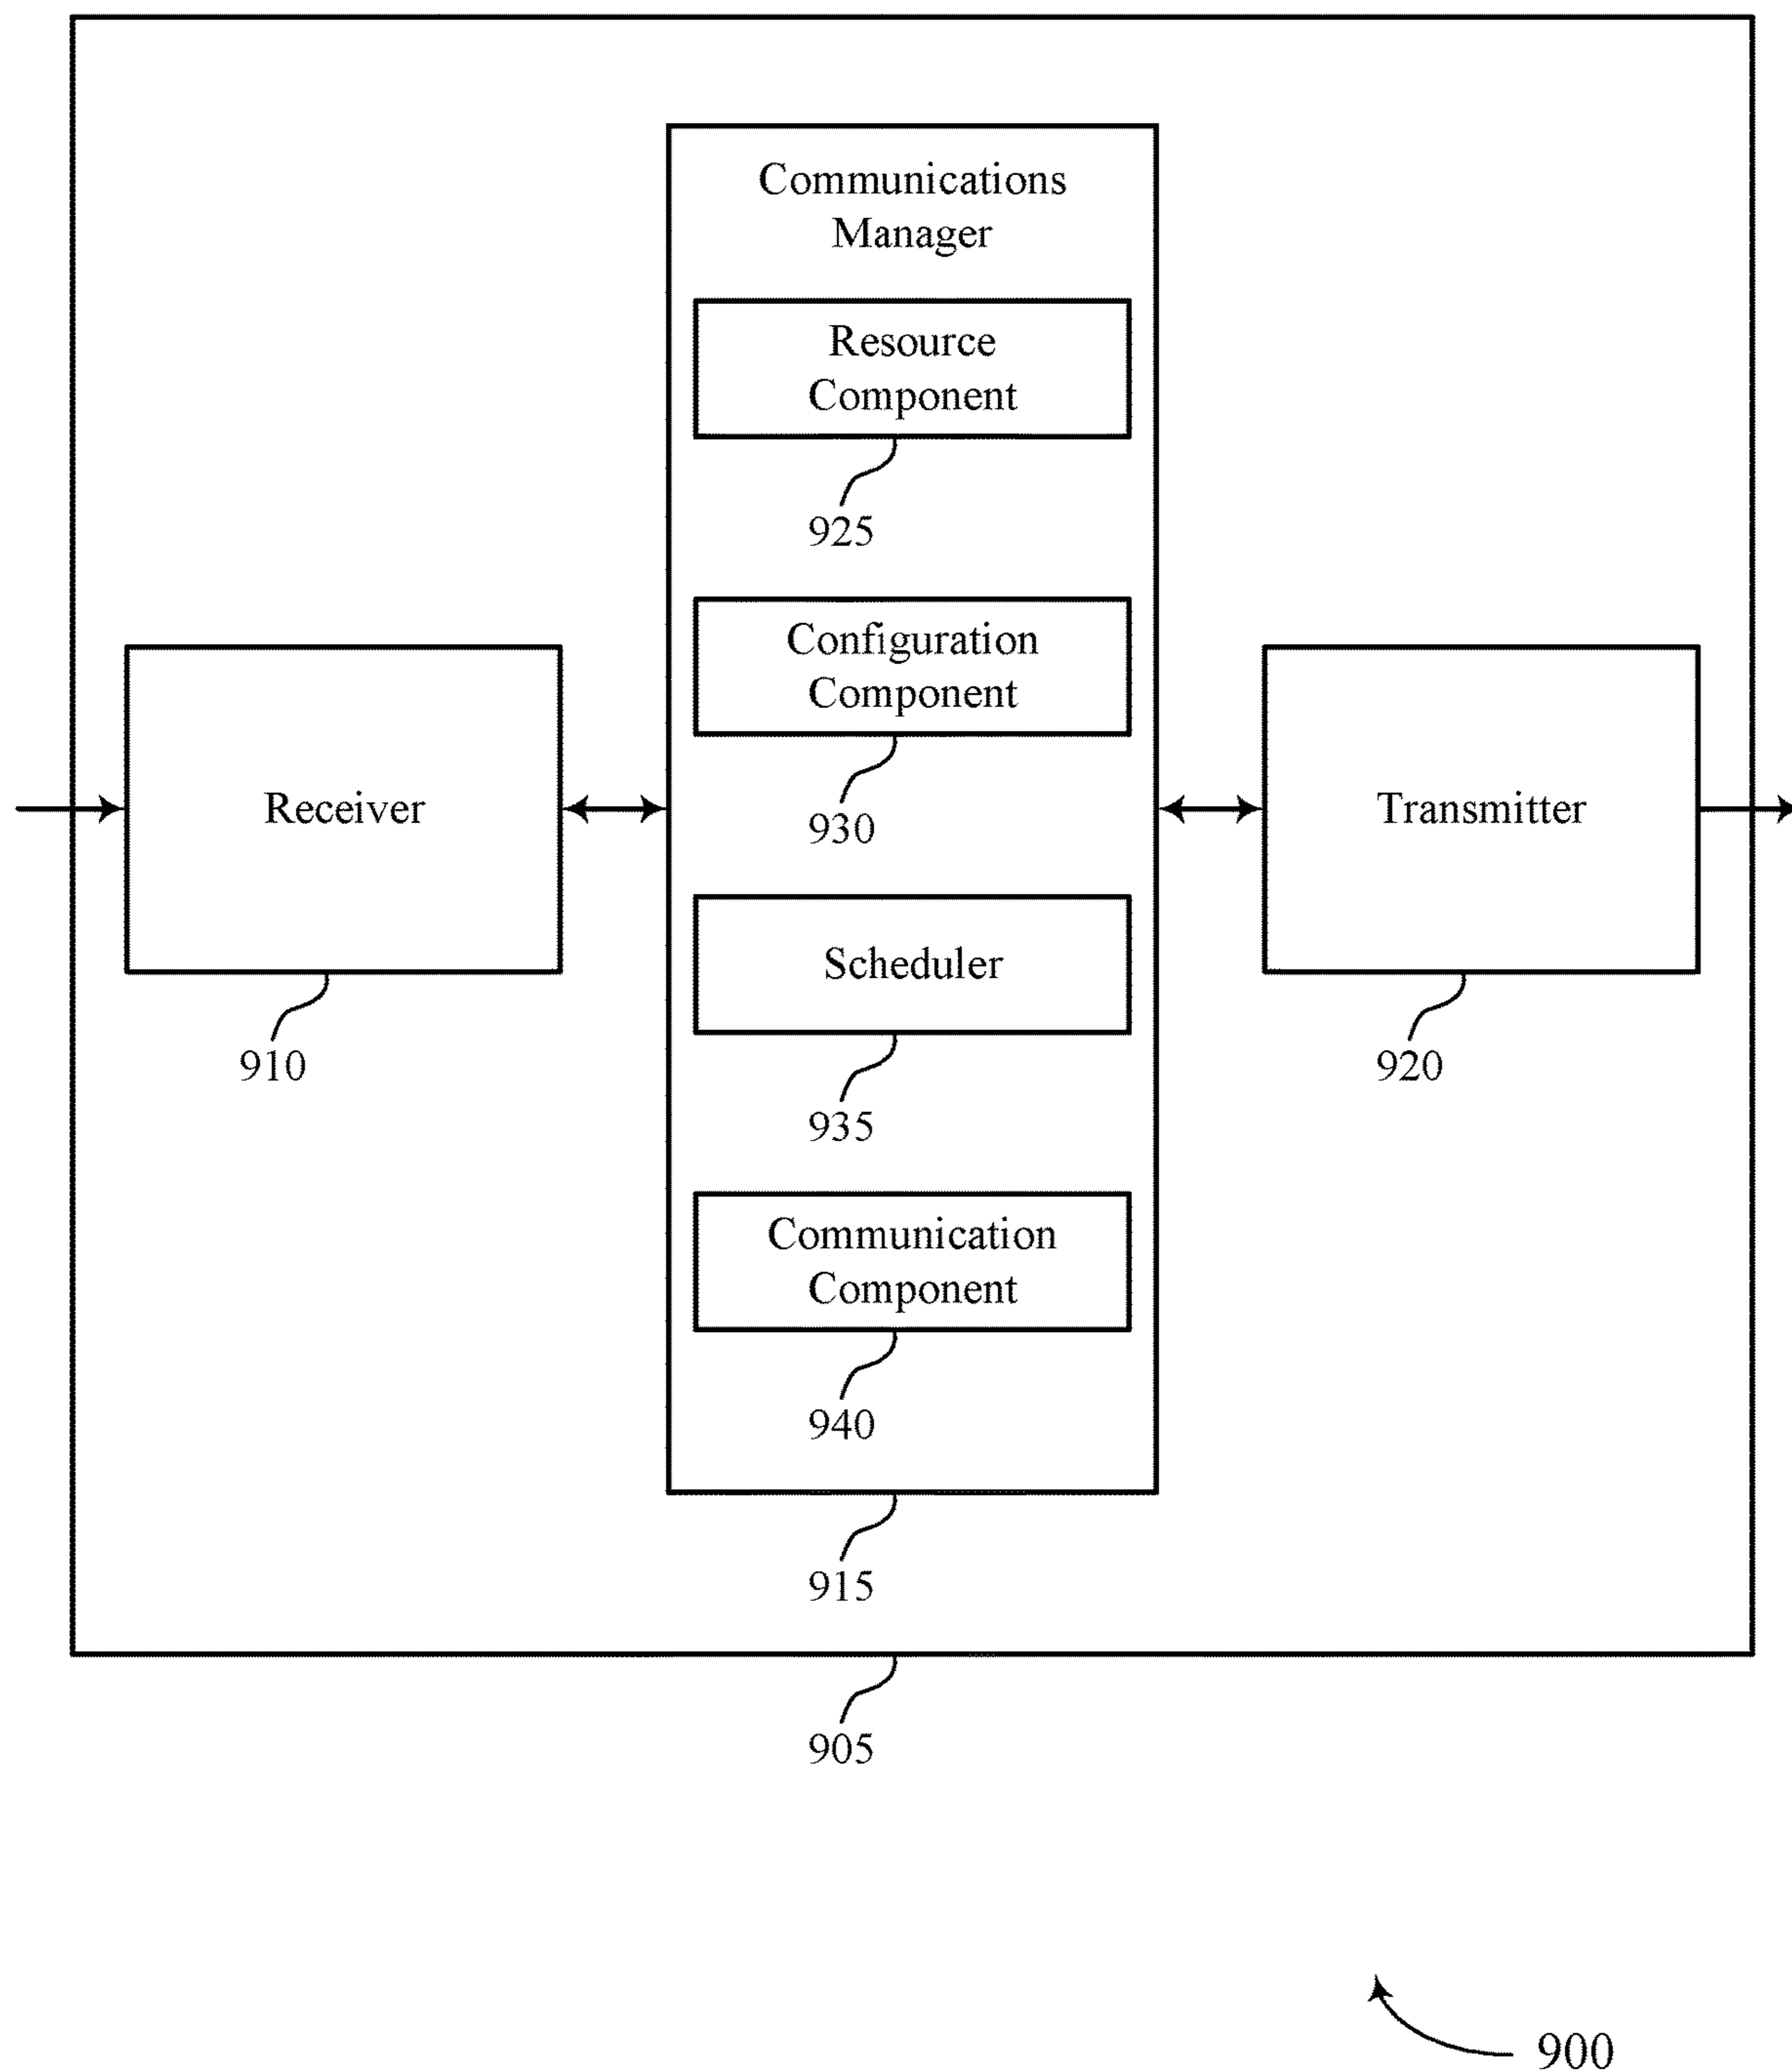 Communications
Manager
Resource
Component
925
Configuration
Component
930
Receiver
910
Transmitter
920
Scheduler
935
Communication
Component
940
915
905
900